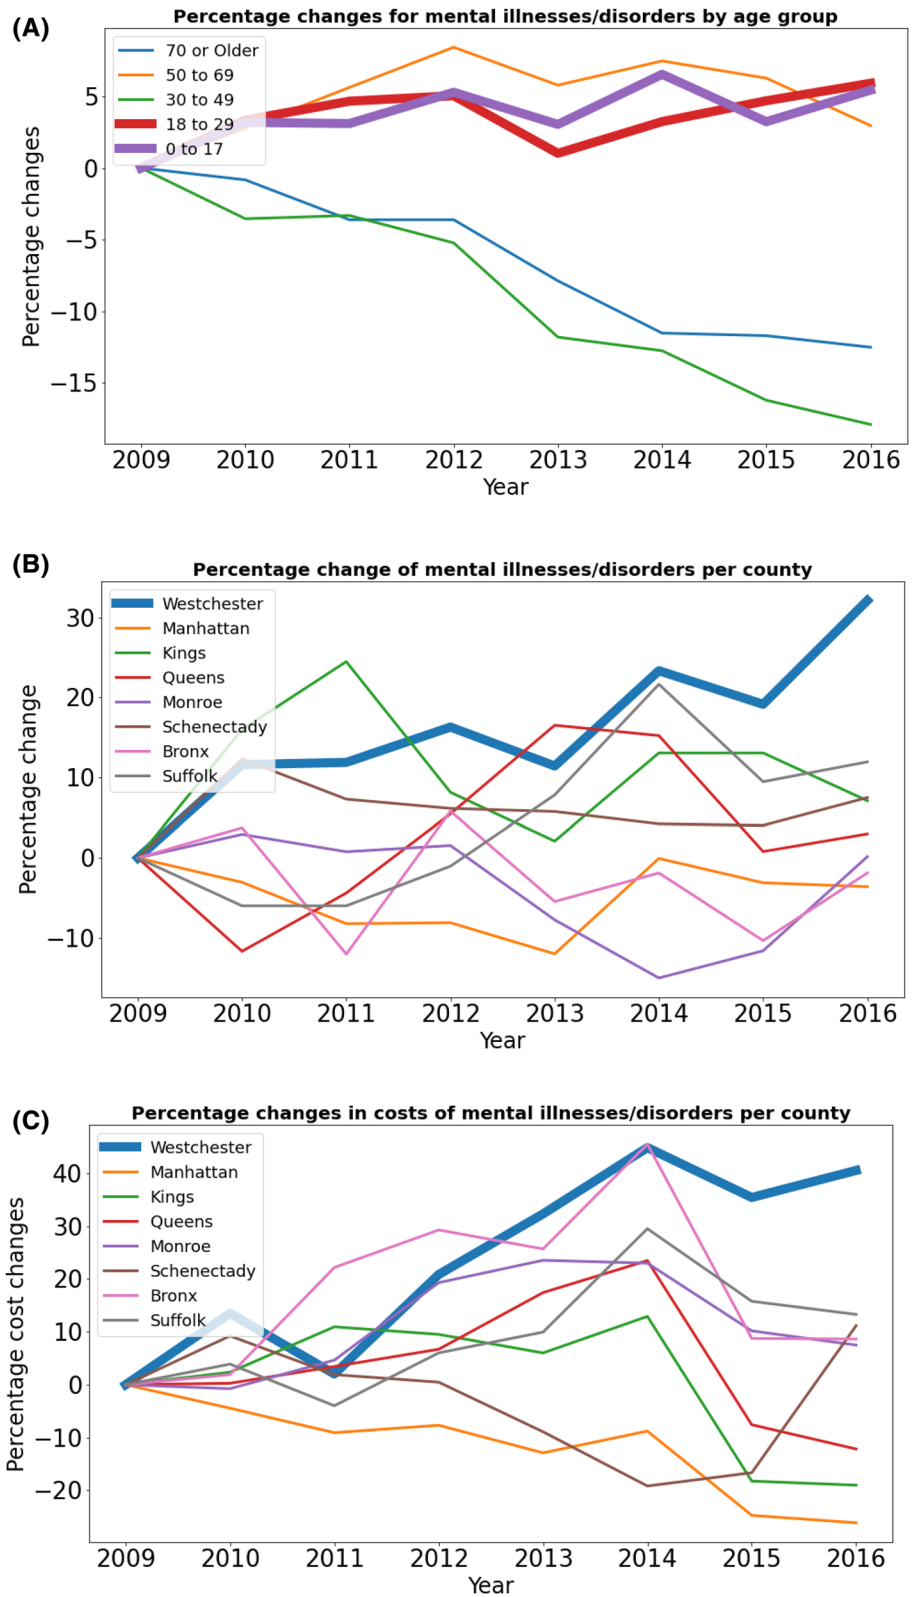 (A)
Percentage changes for mental illnesses/disorders by age group
70 or Older
50 to 69
30 to 49
18 to 29
0 to 17
Percentage changes
5
0
−5
−10
−15
2009 2010 2011 2012 2013 2014 2015 2016
Year
(B)
Percentage change of mental illnesses/disorders per county
Westchester
Manhattan
Kings
Queens
Monroe
Schenectady
Bronx
Suffolk
Percentage change
30
20
10
0
−10
2009 2010 2011 2012 2013 2014 2015 2016
Year
(C)
Percentage changes in costs of mental illnesses/disorders per county
Westchester
Manhattan
Kings
Queens
Monroe
Schenectady
Bronx
Suffolk
Percentage cost changes
40
30
20
10
0
−10
−20
2009 2010 2011 2012 2013 2014 2015 2016
Year